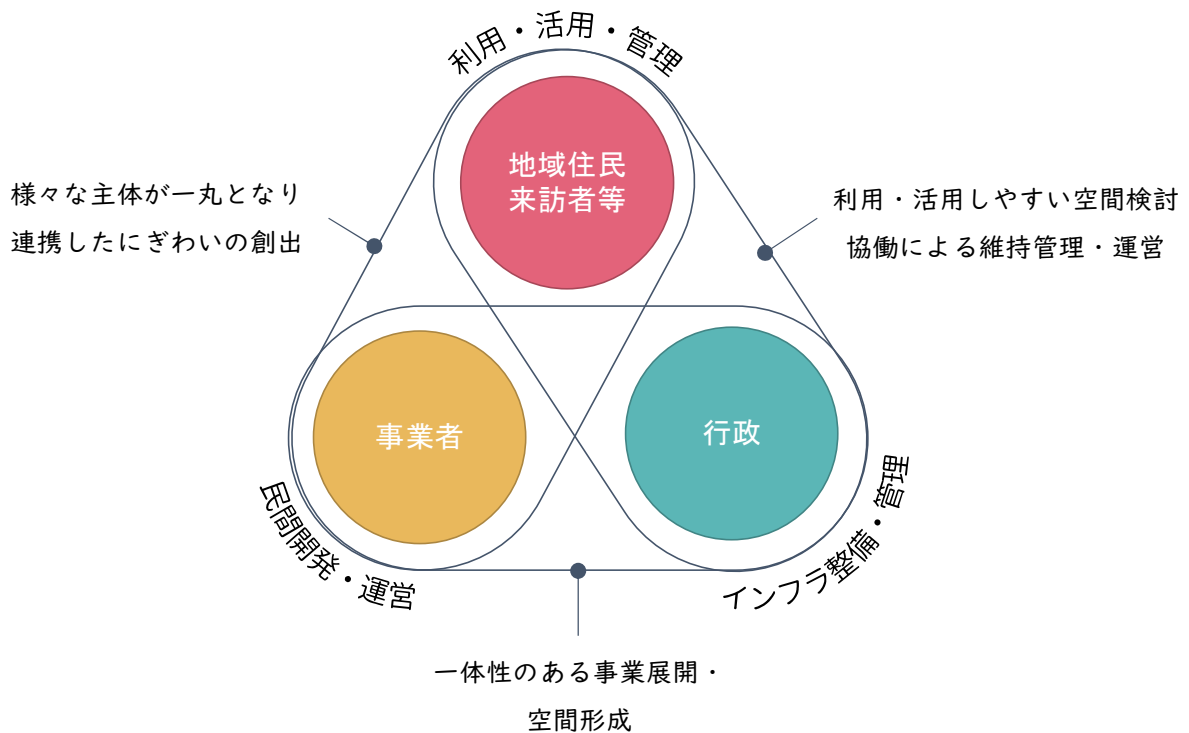 利用・活用・管理
地域住民
来訪者等
様々な主体が一丸となり
連携したにぎわいの創出
利用・活用しやすい空間検討
協働による維持管理・運営
事業者
行政
民間開発・運営
インフラ整備・管理
一体性のある事業展開・
空間形成